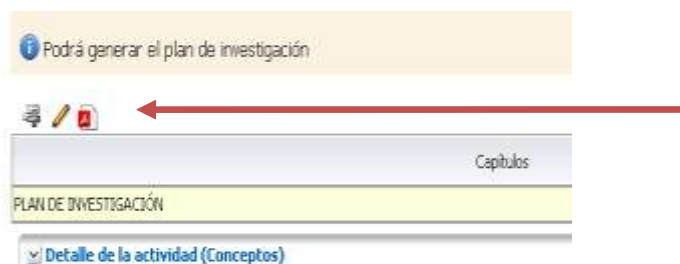 Podrá generar el plan de investigación
Capítulos
PLAN DE INVESTIGACIÓN
Detalle de la actividad (Conceptos)